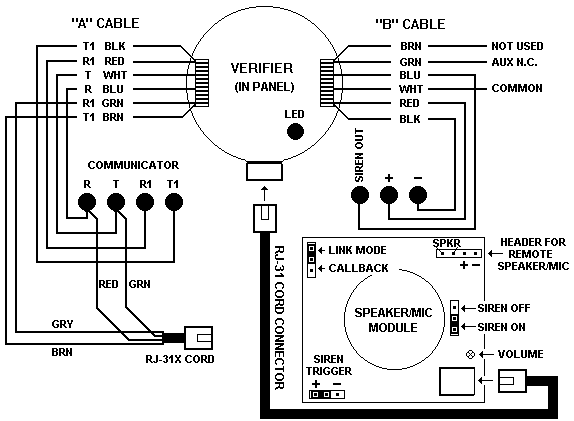 "A" CABLE
"B" CABLE
T1 BLK
R1 RED
T WHT
R BLU
R1 GRN
T1 BRN
VERIFIER
(IN PANEL)
LED
BRN NOT USED
GRN AUX N.C.
BLU
WHT COMMON
RED
BLK
COMMUNICATOR
R T R1 T1
SIREN OUT
+ −
RED GRN
GRY
BRN
RJ-31X CORD
RJ-31 CORD CONNECTOR
LINK MODE
CALLBACK
SPKR
+ −
HEADER FOR
REMOTE
SPEAKER/MIC
SPEAKER/MIC
MODULE
SIREN OFF
SIREN ON
VOLUME
SIREN
TRIGGER
+ −